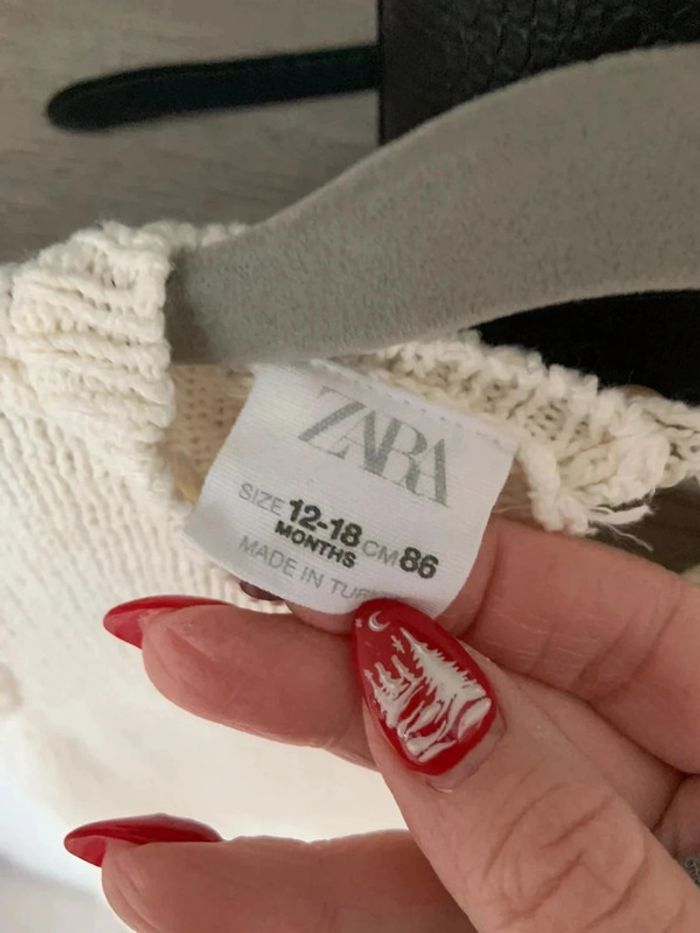 ZARA
SIZE 12-18 CM 86
MONTHS
MADE IN